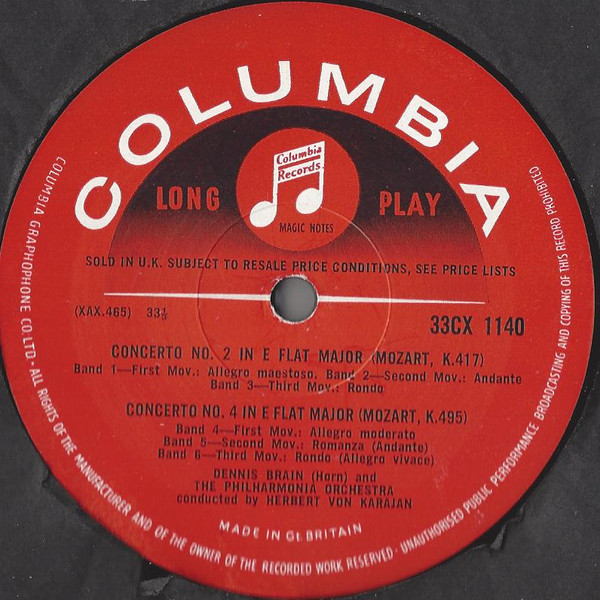 COLUMBIA
Columbia
Records
LONG PLAY
MAGIC NOTES
SOLD IN U.K. SUBJECT TO RESALE PRICE CONDITIONS, SEE PRICE LISTS
(XAX.465) 33⅓
33CX 1140
CONCERTO NO. 2 IN E FLAT MAJOR (MOZART, K.417)
Band 1—First Mov.: Allegro maestoso. Band 2—Second Mov.: Andante
Band 3—Third Mov.: Rondo
CONCERTO NO. 4 IN E FLAT MAJOR (MOZART, K.495)
Band 4—First Mov.: Allegro moderato
Band 5—Second Mov.: Romanza (Andante)
Band 6—Third Mov.: Rondo (Allegro vivace)
DENNIS BRAIN (Horn) and
THE PHILHARMONIA ORCHESTRA
conducted by HERBERT VON KARAJAN
MADE IN Gt. BRITAIN
COLUMBIA GRAPHOPHONE CO. LTD. · ALL RIGHTS OF THE MANUFACTURER AND OF THE OWNER OF THE RECORDED WORK RESERVED · UNAUTHORISED PUBLIC PERFORMANCE BROADCASTING AND COPYING OF THIS RECORD PROHIBITED